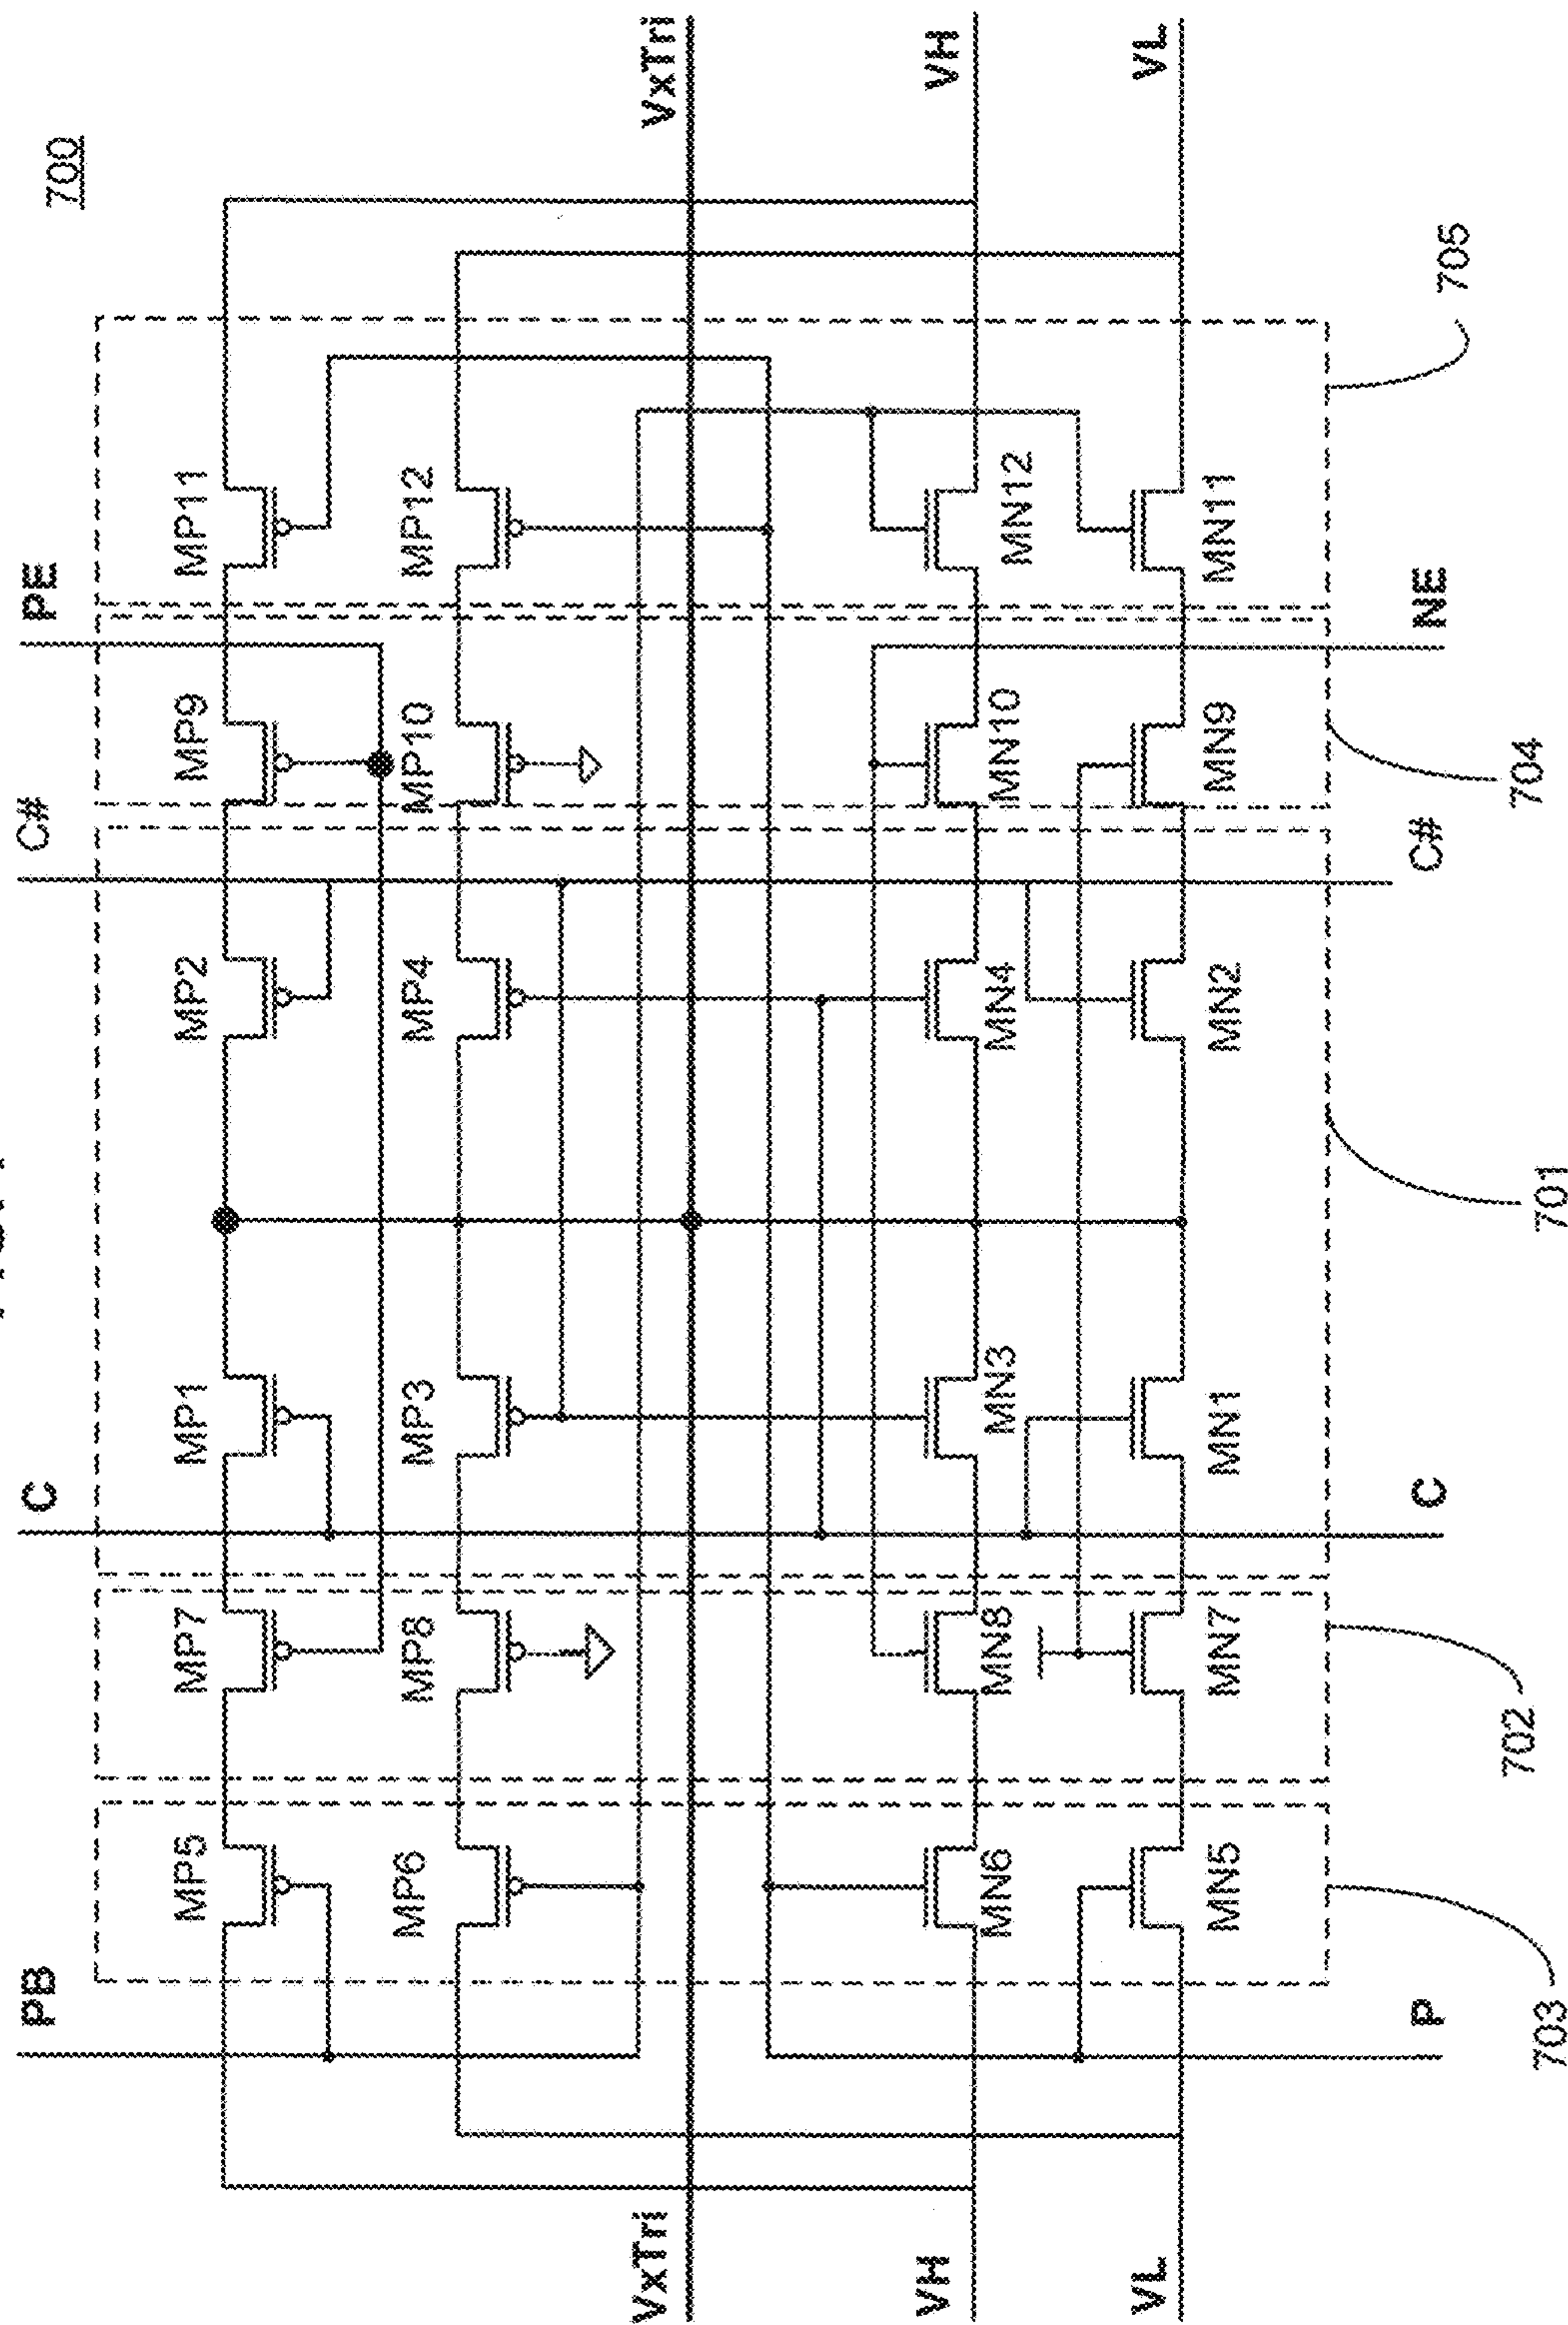 700
PB
C
C#
PE
MP5
MP7
MP1
MP2
MP9
MP11
MP6
MP8
MP3
MP4
MP10
MP12
VxTri
VxTri
VH
VH
MN6
MN8
MN3
MN4
MN10
MN12
VL
VL
MN5
MN7
MN1
MN2
MN9
MN11
P
C
C#
NE
703
702
701
704
705